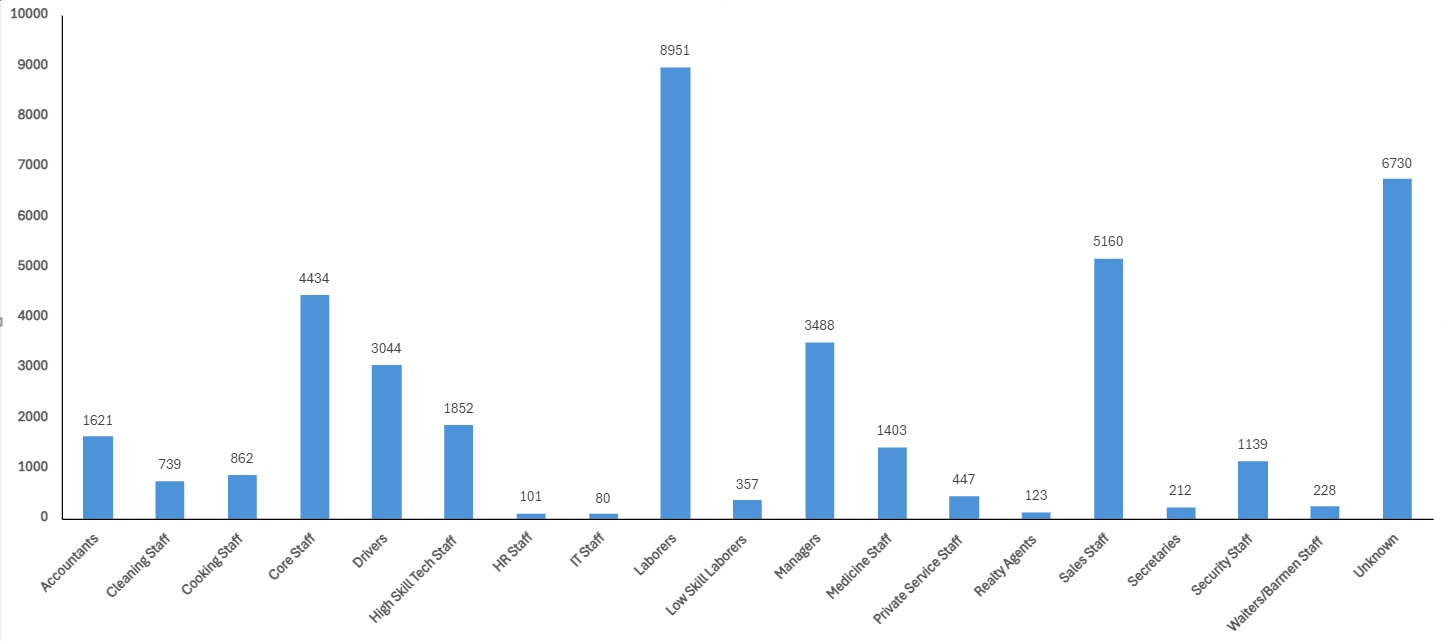 10000
9000
8000
7000
6000
5000
4000
3000
2000
1000
0
1621
739
862
4434
3044
1852
101
80
8951
357
3488
1403
447
123
5160
212
1139
228
6730
Accountants
Cleaning Staff
Cooking Staff
Core Staff
Drivers
High Skill Tech Staff
HR Staff
IT Staff
Laborers
Low Skill Laborers
Managers
Medicine Staff
Private Service Staff
Realty Agents
Sales Staff
Secretaries
Security Staff
Waiters/Barmen Staff
Unknown